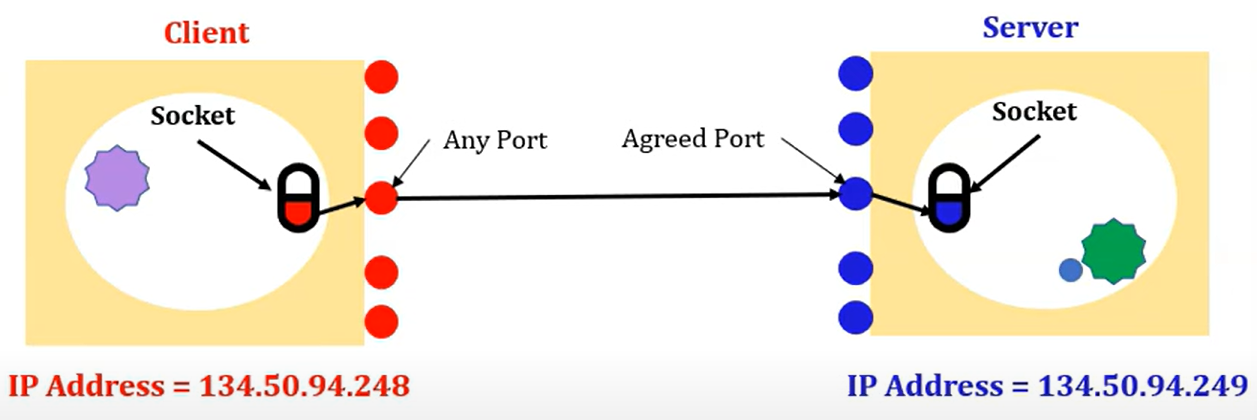 Client
Server
Socket
Socket
Any Port
Agreed Port
IP Address = 134.50.94.248
IP Address = 134.50.94.249